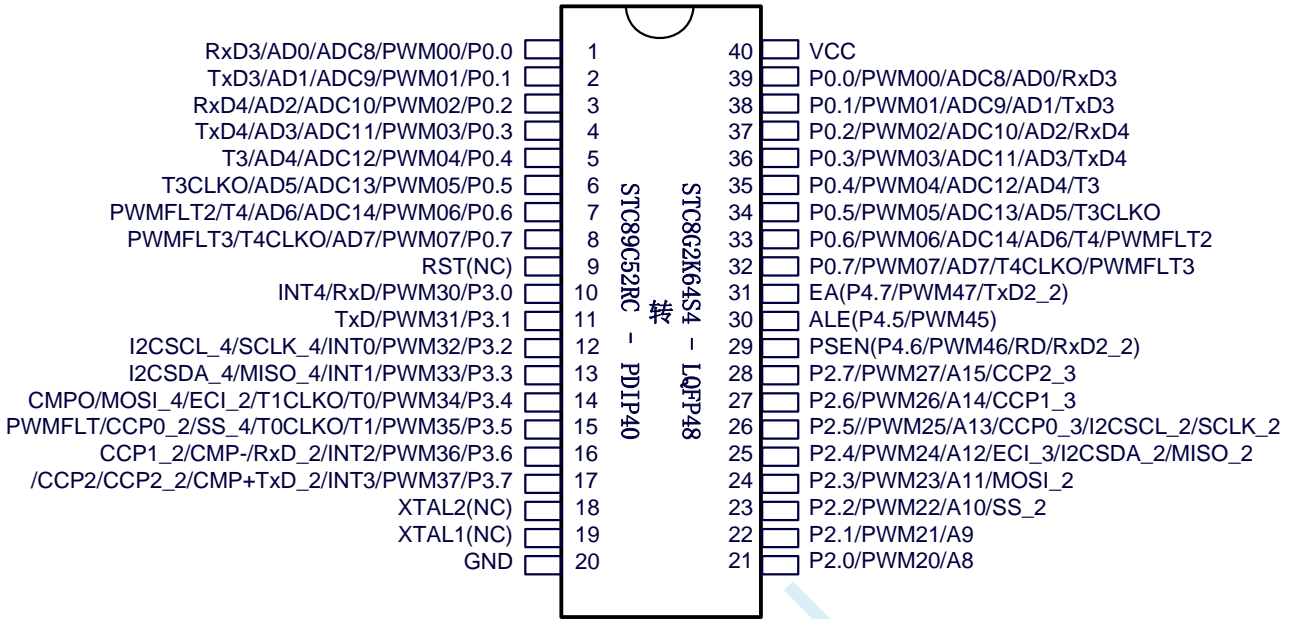 RxD3/AD0/ADC8/PWM00/P0.0 1 40 VCC
TxD3/AD1/ADC9/PWM01/P0.1 2 39 P0.0/PWM00/ADC8/AD0/RxD3
RxD4/AD2/ADC10/PWM02/P0.2 3 38 P0.1/PWM01/ADC9/AD1/TxD3
TxD4/AD3/ADC11/PWM03/P0.3 4 37 P0.2/PWM02/ADC10/AD2/RxD4
T3/AD4/ADC12/PWM04/P0.4 5 36 P0.3/PWM03/ADC11/AD3/TxD4
T3CLKO/AD5/ADC13/PWM05/P0.5 6 35 P0.4/PWM04/ADC12/AD4/T3
PWMFLT2/T4/AD6/ADC14/PWM06/P0.6 7 34 P0.5/PWM05/ADC13/AD5/T3CLKO
PWMFLT3/T4CLKO/AD7/PWM07/P0.7 8 33 P0.6/PWM06/ADC14/AD6/T4/PWMFLT2
RST(NC) 9 32 P0.7/PWM07/AD7/T4CLKO/PWMFLT3
INT4/RxD/PWM30/P3.0 10 31 EA(P4.7/PWM47/TxD2_2)
TxD/PWM31/P3.1 11 30 ALE(P4.5/PWM45)
I2CSCL_4/SCLK_4/INT0/PWM32/P3.2 12 29 PSEN(P4.6/PWM46/RD/RxD2_2)
I2CSDA_4/MISO_4/INT1/PWM33/P3.3 13 28 P2.7/PWM27/A15/CCP2_3
CMPO/MOSI_4/ECI_2/T1CLKO/T0/PWM34/P3.4 14 27 P2.6/PWM26/A14/CCP1_3
PWMFLT/CCP0_2/SS_4/T0CLKO/T1/PWM35/P3.5 15 26 P2.5//PWM25/A13/CCP0_3/I2CSCL_2/SCLK_2
CCP1_2/CMP-/RxD_2/INT2/PWM36/P3.6 16 25 P2.4/PWM24/A12/ECI_3/I2CSDA_2/MISO_2
/CCP2/CCP2_2/CMP+TxD_2/INT3/PWM37/P3.7 17 24 P2.3/PWM23/A11/MOSI_2
XTAL2(NC) 18 23 P2.2/PWM22/A10/SS_2
XTAL1(NC) 19 22 P2.1/PWM21/A9
GND 20 21 P2.0/PWM20/A8
STC8G2K64S4 - LQFP48
转
STC89C52RC - PDIP40